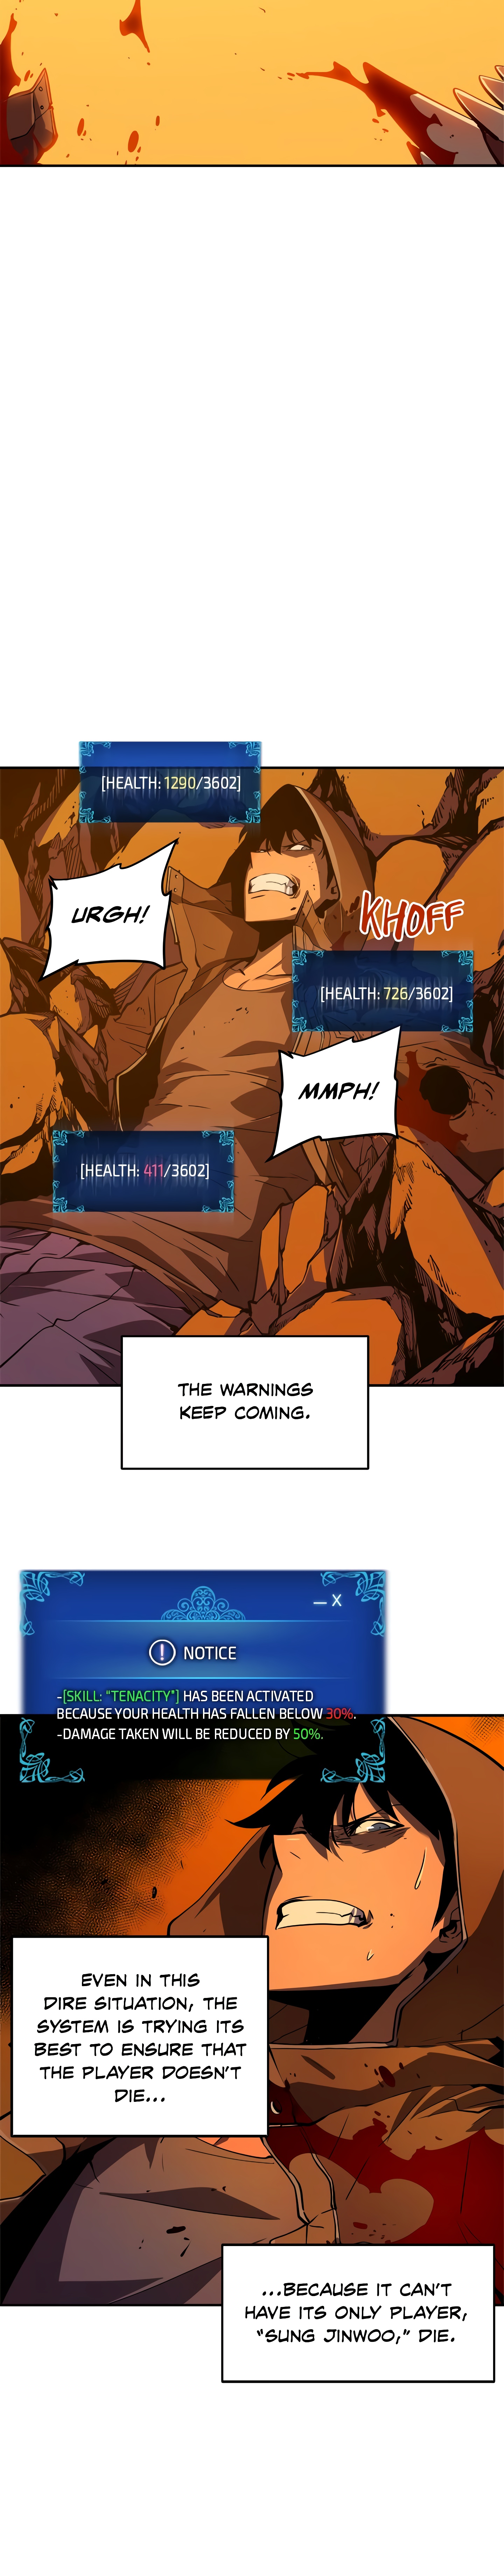 [HEALTH: 1290/3602]
URGH!
KHOFF
[HEALTH: 726/3602]
MMPH!
[HEALTH: 411/3602]
THE WARNINGS
KEEP COMING.
— X
! NOTICE
-[SKILL: "TENACITY"] HAS BEEN ACTIVATED
BECAUSE YOUR HEALTH HAS FALLEN BELOW 30%.
-DAMAGE TAKEN WILL BE REDUCED BY 50%.
EVEN IN THIS
DIRE SITUATION, THE
SYSTEM IS TRYING ITS
BEST TO ENSURE THAT
THE PLAYER DOESN'T
DIE...
...BECAUSE IT CAN'T
HAVE ITS ONLY PLAYER,
"SUNG JINWOO," DIE.